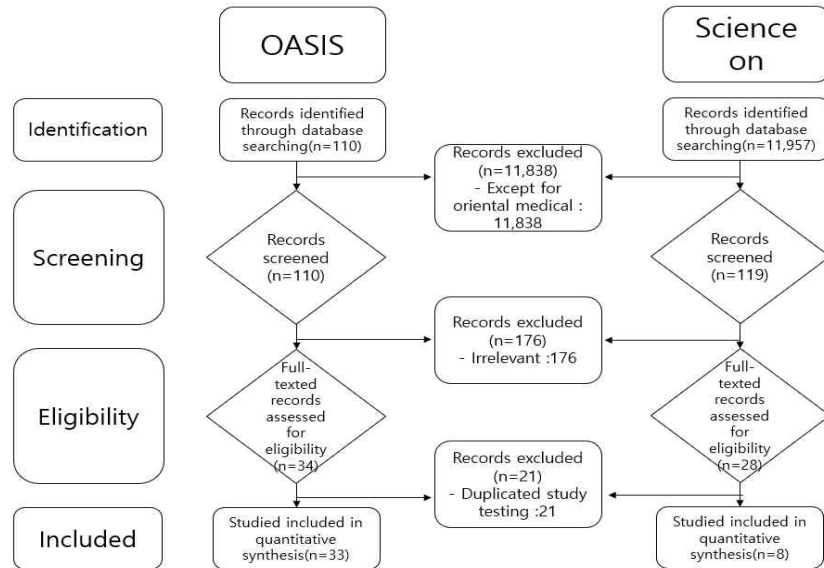 OASIS
Science
on
Identification
Records identified
through database
searching(n=110)
Records identified
through database
searching(n=11,957)
Records excluded
(n=11,838)
- Except for
oriental medical :
11,838
Screening
Records
screened
(n=110)
Records
screened
(n=119)
Records excluded
(n=176)
- Irrelevant :176
Eligibility
Full-
texted
records
assessed
for
eligibility
(n=34)
Full-
texted
records
assessed
for
eligibility
(n=28)
Records excluded
(n=21)
- Duplicated study
testing :21
Included
Studied included in
quantitative
synthesis(n=33)
Studied included in
quantitative
synthesis(n=8)